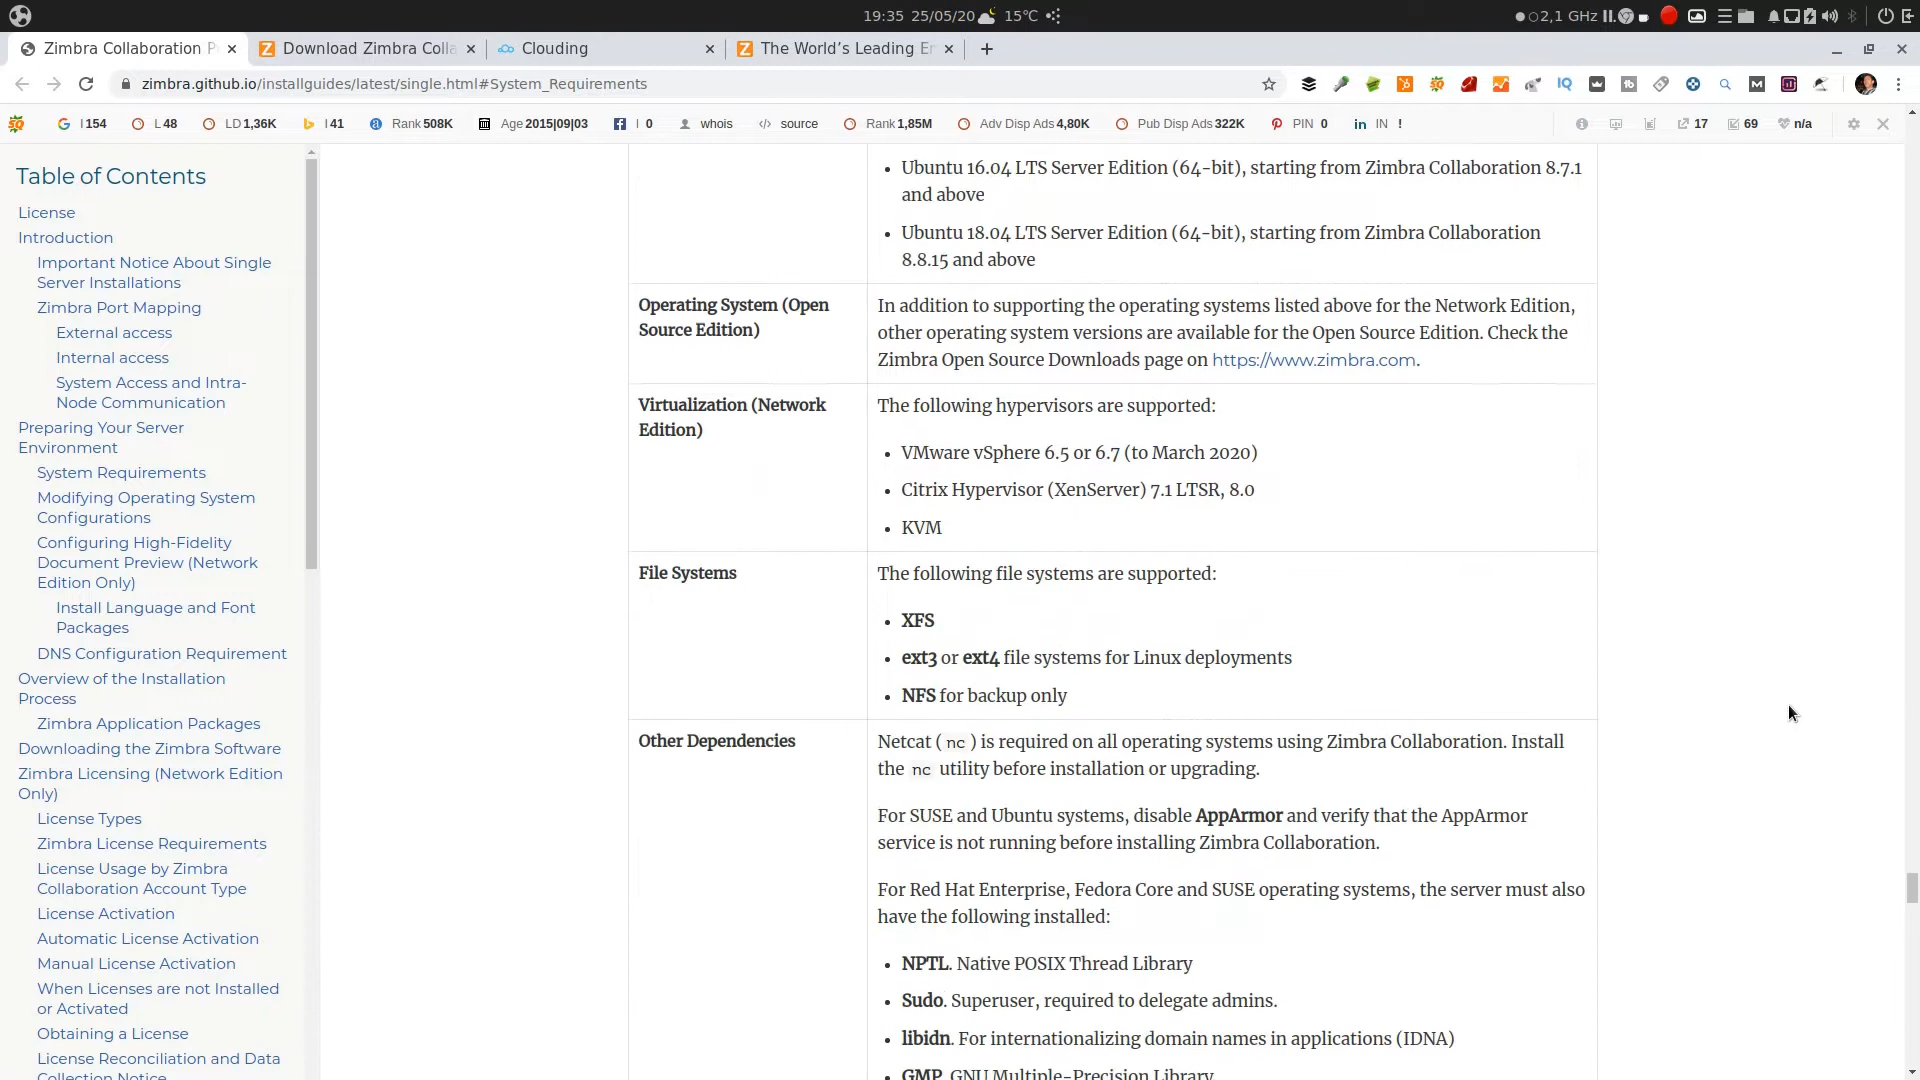 19:35 25/05/20 15℃
2,1 GHz
Zimbra Collaboration P
Download Zimbra Colla
Clouding
The World's Leading En
zimbra.github.io/installguides/latest/single.html#System_Requirements
I 154
L 48
LD 1,36K
I 41
Rank 508K
Age 2015|09|03
I 0
whois
source
Rank 1,85M
Adv Disp Ads 4,80K
Pub Disp Ads 322K
PIN 0
IN !
17
69
n/a
Table of Contents
License
Introduction
Important Notice About Single
Server Installations
Zimbra Port Mapping
External access
Internal access
System Access and Intra-
Node Communication
Preparing Your Server
Environment
System Requirements
Modifying Operating System
Configurations
Configuring High-Fidelity
Document Preview (Network
Edition Only)
Install Language and Font
Packages
DNS Configuration Requirement
Overview of the Installation
Process
Zimbra Application Packages
Downloading the Zimbra Software
Zimbra Licensing (Network Edition
Only)
License Types
Zimbra License Requirements
License Usage by Zimbra
Collaboration Account Type
License Activation
Automatic License Activation
Manual License Activation
When Licenses are not Installed
or Activated
Obtaining a License
License Reconciliation and Data
Collection Notice
• Ubuntu 16.04 LTS Server Edition (64-bit), starting from Zimbra Collaboration 8.7.1
and above
• Ubuntu 18.04 LTS Server Edition (64-bit), starting from Zimbra Collaboration
8.8.15 and above
Operating System (Open
Source Edition)
In addition to supporting the operating systems listed above for the Network Edition,
other operating system versions are available for the Open Source Edition. Check the
Zimbra Open Source Downloads page on https://www.zimbra.com.
Virtualization (Network
Edition)
The following hypervisors are supported:
• VMware vSphere 6.5 or 6.7 (to March 2020)
• Citrix Hypervisor (XenServer) 7.1 LTSR, 8.0
• KVM
File Systems
The following file systems are supported:
• XFS
• ext3 or ext4 file systems for Linux deployments
• NFS for backup only
Other Dependencies
Netcat ( nc ) is required on all operating systems using Zimbra Collaboration. Install
the nc utility before installation or upgrading.
For SUSE and Ubuntu systems, disable AppArmor and verify that the AppArmor
service is not running before installing Zimbra Collaboration.
For Red Hat Enterprise, Fedora Core and SUSE operating systems, the server must also
have the following installed:
• NPTL. Native POSIX Thread Library
• Sudo. Superuser, required to delegate admins.
• libidn. For internationalizing domain names in applications (IDNA)
• GMP. GNU Multiple-Precision Library.